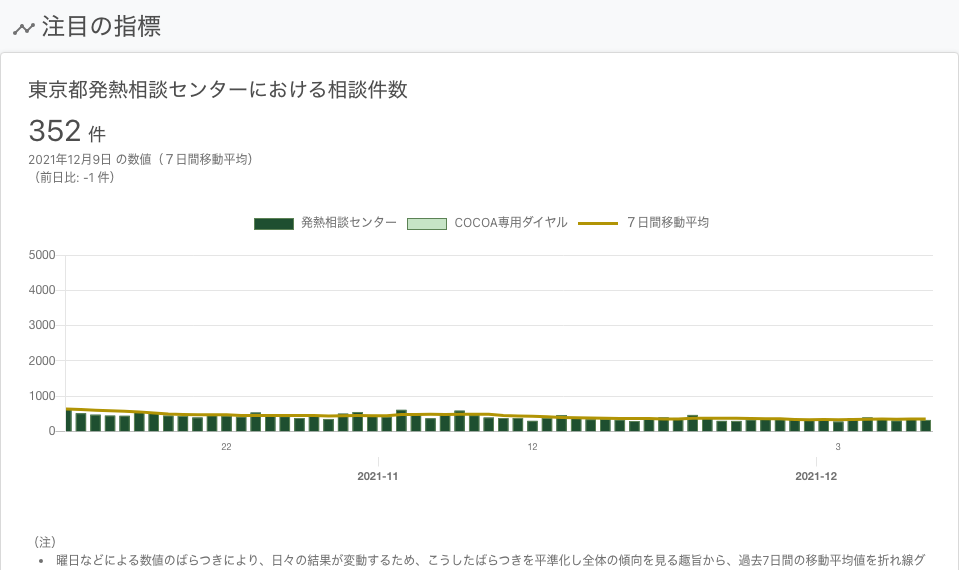 注目の指標
東京都発熱相談センターにおける相談件数
352 件
2021年12月9日 の数値（７日間移動平均）
（前日比: -1 件）
発熱相談センター COCOA専用ダイヤル ７日間移動平均
5000
4000
3000
2000
1000
0
22 12 3
2021-11 2021-12
（注）
• 曜日などによる数値のばらつきにより、日々の結果が変動するため、こうしたばらつきを平準化し全体の傾向を見る趣旨から、過去7日間の移動平均値を折れ線グ